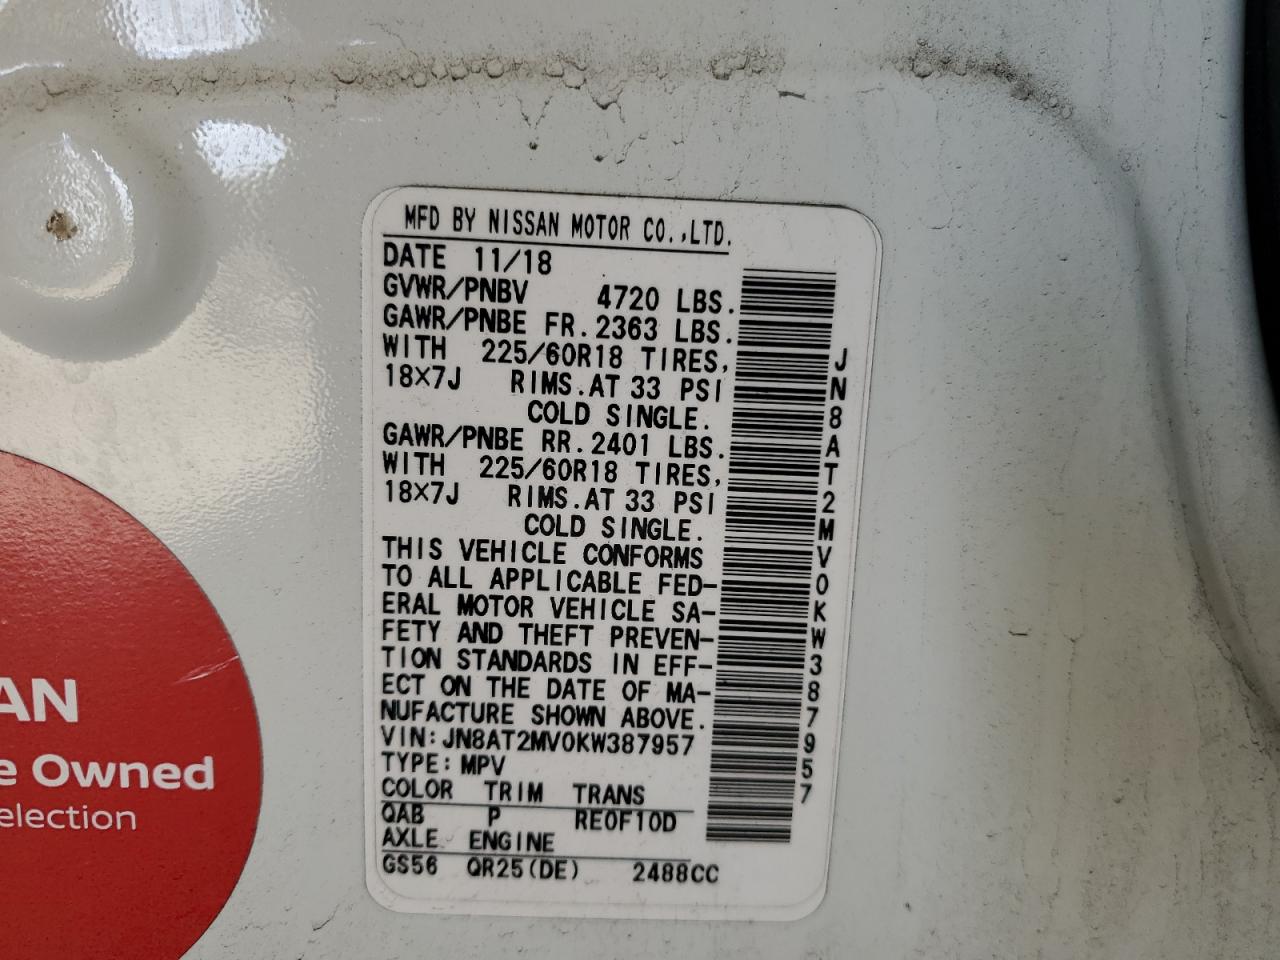 MFD BY NISSAN MOTOR CO.,LTD.
DATE 11/18
GVWR/PNBV 4720 LBS.
GAWR/PNBE FR.2363 LBS.
WITH 225/60R18 TIRES,
18X7J RIMS.AT 33 PSI
COLD SINGLE.
GAWR/PNBE RR.2401 LBS.
WITH 225/60R18 TIRES,
18X7J RIMS.AT 33 PSI
COLD SINGLE.
THIS VEHICLE CONFORMS
TO ALL APPLICABLE FED-
ERAL MOTOR VEHICLE SA-
FETY AND THEFT PREVEN-
TION STANDARDS IN EFF-
ECT ON THE DATE OF MA-
NUFACTURE SHOWN ABOVE.
VIN:JN8AT2MV0KW387957
TYPE:MPV
COLOR TRIM TRANS
QAB P RE0F10D
AXLE ENGINE
GS56 QR25(DE) 2488CC
JN8AT2MV0KW387957
AN
e Owned
election